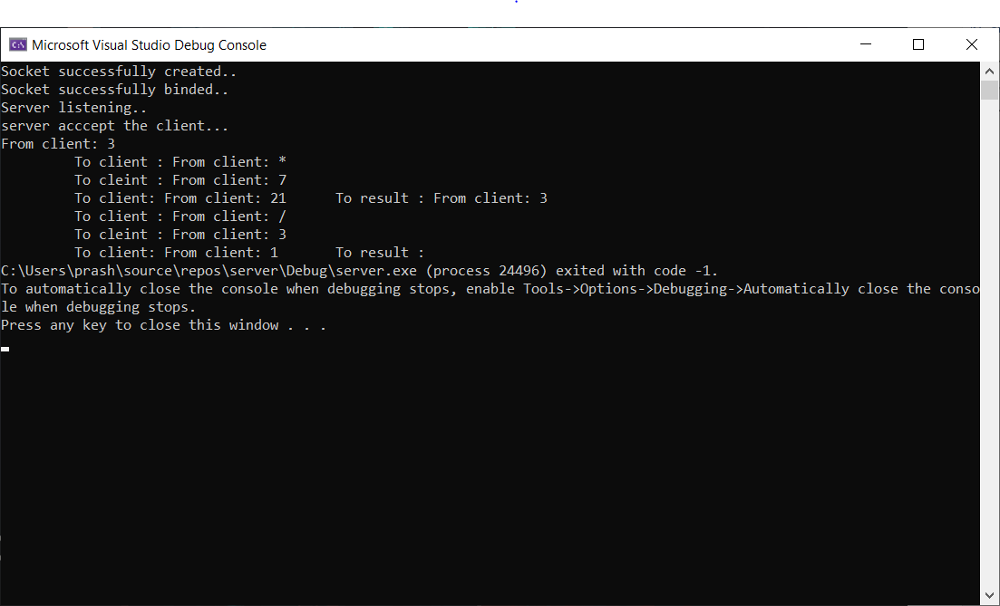 Microsoft Visual Studio Debug Console
Socket successfully created..
Socket successfully binded..
Server listening..
server acccept the client...
From client: 3
To client : From client: *
To cleint : From client: 7
To client: From client: 21 To result : From client: 3
To client : From client: /
To cleint : From client: 3
To client: From client: 1 To result :
C:\Users\prash\source\repos\server\Debug\server.exe (process 24496) exited with code -1.
To automatically close the console when debugging stops, enable Tools->Options->Debugging->Automatically close the conso
le when debugging stops.
Press any key to close this window . . .